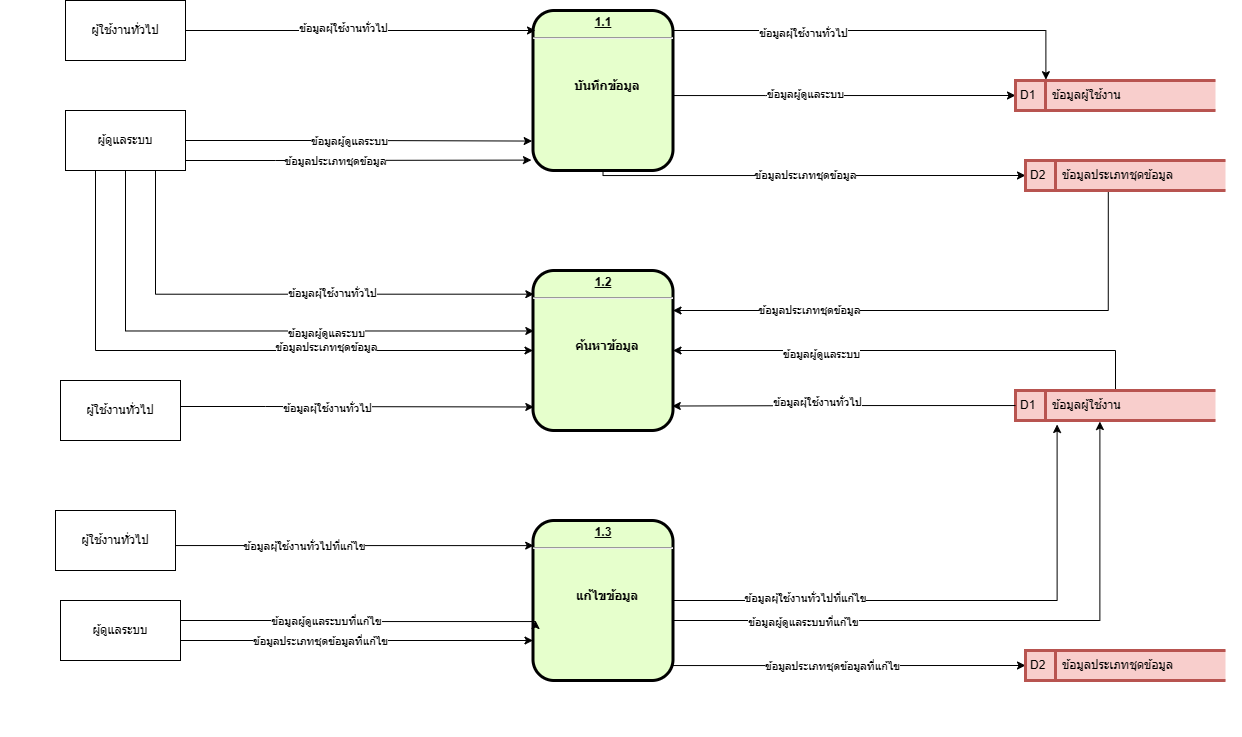 ผู้ใช้งานทั่วไป
ข้อมูลผู้ใช้งานทั่วไป
1.1
บันทึกข้อมูล
ข้อมูลผุ้ใช้งานทั่วไป
ข้อมูลผู้ดูแลระบบ
D1 ข้อมูลผู้ใช้งาน
ผู้ดูแลระบบ
ข้อมูลผู้ดูแลระบบ
ข้อมูลประเภทชุดข้อมูล
ข้อมูลประเภทชุดข้อมูล
D2 ข้อมูลประเภทชุดข้อมูล
1.2
ค้นหาข้อมูล
ข้อมูลผุ้ใช้งานทั่วไป
ข้อมูลผู้ดูแลระบบ
ข้อมูลประเภทชุดข้อมูล
ข้อมูลประเภทชุดข้อมูล
ข้อมูลผู้ดูแลระบบ
ผู้ใช้งานทั่วไป
ข้อมูลผู้ใช้งานทั่วไป
ข้อมูลผู้ใช้งานทั่วไป
D1 ข้อมูลผู้ใช้งาน
ผู้ใช้งานทั่วไป
ข้อมูลผุ้ใช้งานทั่วไปที่แก้ไข
1.3
แก้ไขข้อมูล
ข้อมูลผุ้ใช้งานทั่วไปที่แก้ไข
ข้อมูลผู้ดูแลระบบที่แก้ไข
ผู้ดูแลระบบ
ข้อมูลผู้ดูแลระบบที่แก้ไข
ข้อมูลประเภทชุดข้อมูลที่แก้ไข
ข้อมูลประเภทชุดข้อมูลที่แก้ไข
D2 ข้อมูลประเภทชุดข้อมูล